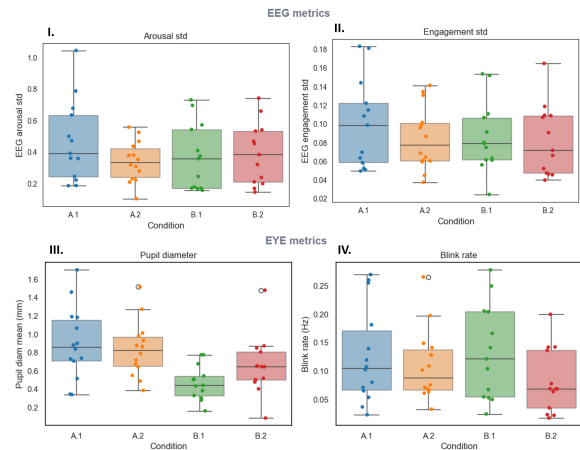 EEG metrics
I.
Arousal std
EEG arousal std
1.0
0.8
0.6
0.4
0.2
A.1
A.2
B.1
B.2
Condition
II.
Engagement std
EEG engagement std
0.18
0.16
0.14
0.12
0.10
0.08
0.06
0.04
0.02
A.1
A.2
B.1
B.2
Condition
EYE metrics
III.
Pupil diameter
Pupil diam mean (mm)
1.6
1.4
1.2
1.0
0.8
0.6
0.4
0.2
A.1
A.2
B.1
B.2
Condition
IV.
Blink rate
Blink rate (Hz)
0.25
0.20
0.15
0.10
0.05
A.1
A.2
B.1
B.2
Condition